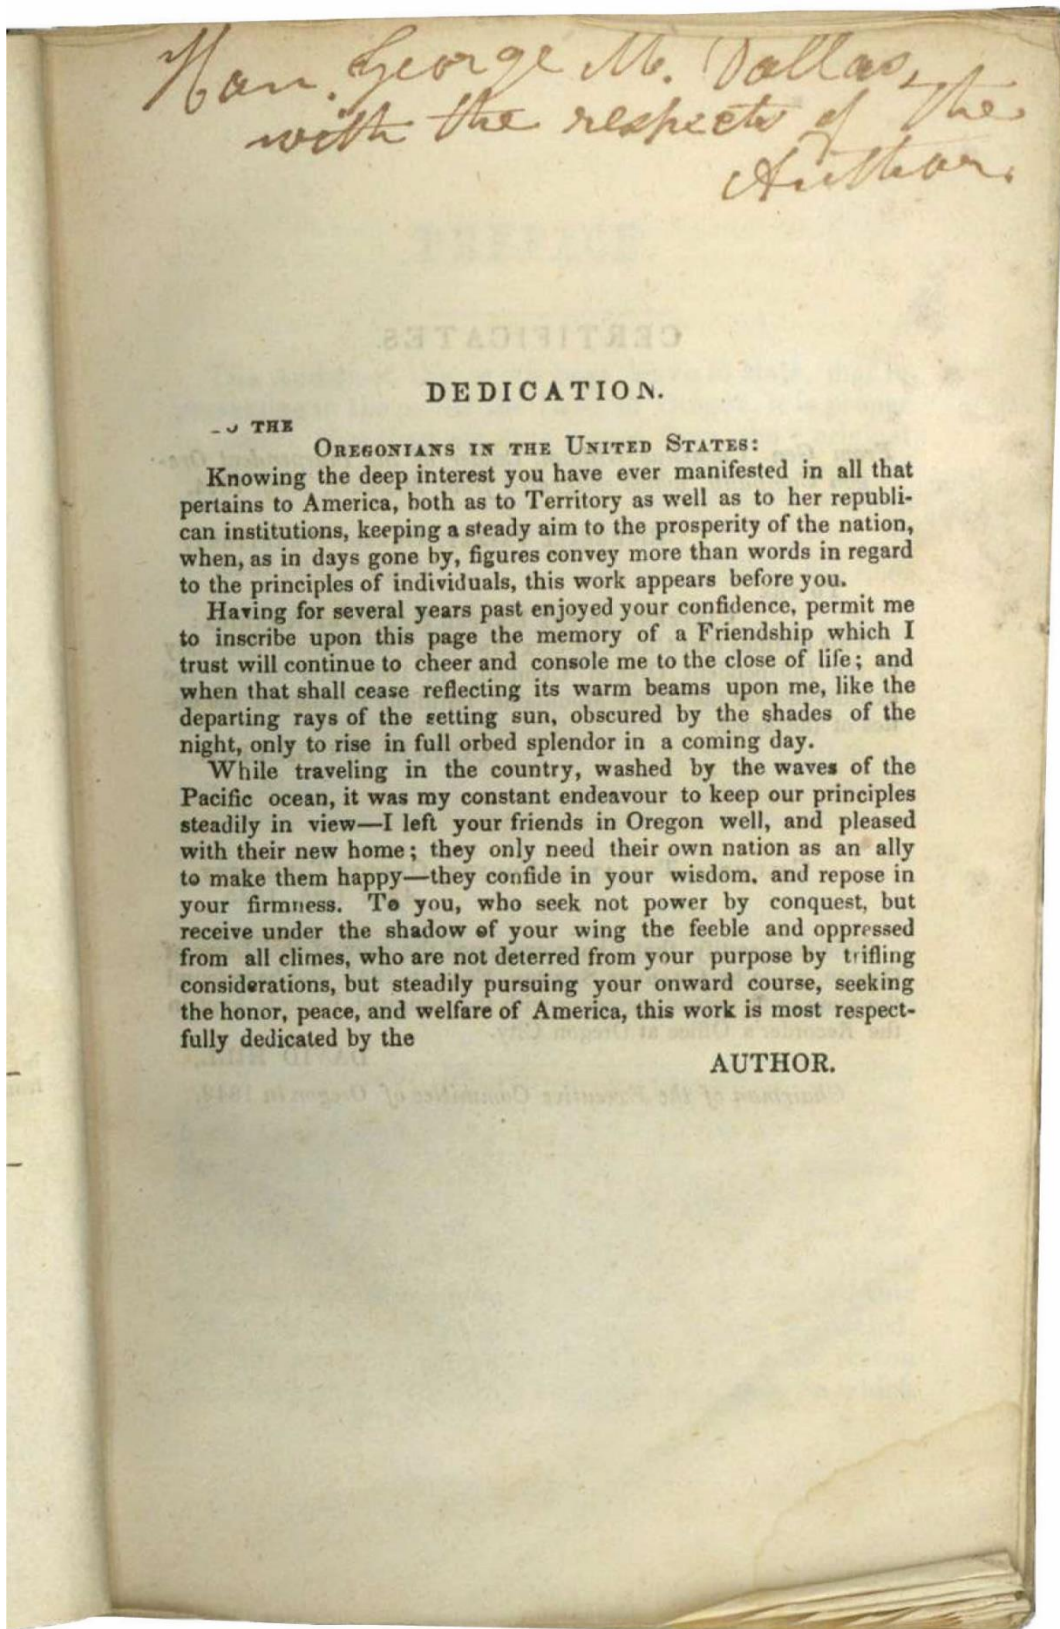 Hon. George M. Dallas,
with the respects of the
Author.
CERTIFICATES.
DEDICATION.
THE
OREGONIANS IN THE UNITED STATES:
Knowing the deep interest you have ever manifested in all that
pertains to America, both as to Territory as well as to her republi-
can institutions, keeping a steady aim to the prosperity of the nation,
when, as in days gone by, figures convey more than words in regard
to the principles of individuals, this work appears before you.
Having for several years past enjoyed your confidence, permit me
to inscribe upon this page the memory of a Friendship which I
trust will continue to cheer and console me to the close of life; and
when that shall cease reflecting its warm beams upon me, like the
departing rays of the setting sun, obscured by the shades of the
night, only to rise in full orbed splendor in a coming day.
While traveling in the country, washed by the waves of the
Pacific ocean, it was my constant endeavour to keep our principles
steadily in view—I left your friends in Oregon well, and pleased
with their new home; they only need their own nation as an ally
to make them happy—they confide in your wisdom, and repose in
your firmness. To you, who seek not power by conquest, but
receive under the shadow of your wing the feeble and oppressed
from all climes, who are not deterred from your purpose by trifling
considerations, but steadily pursuing your onward course, seeking
the honor, peace, and welfare of America, this work is most respect-
fully dedicated by the
AUTHOR.
Chairman of the Executive Committee of Oregon in 1843.